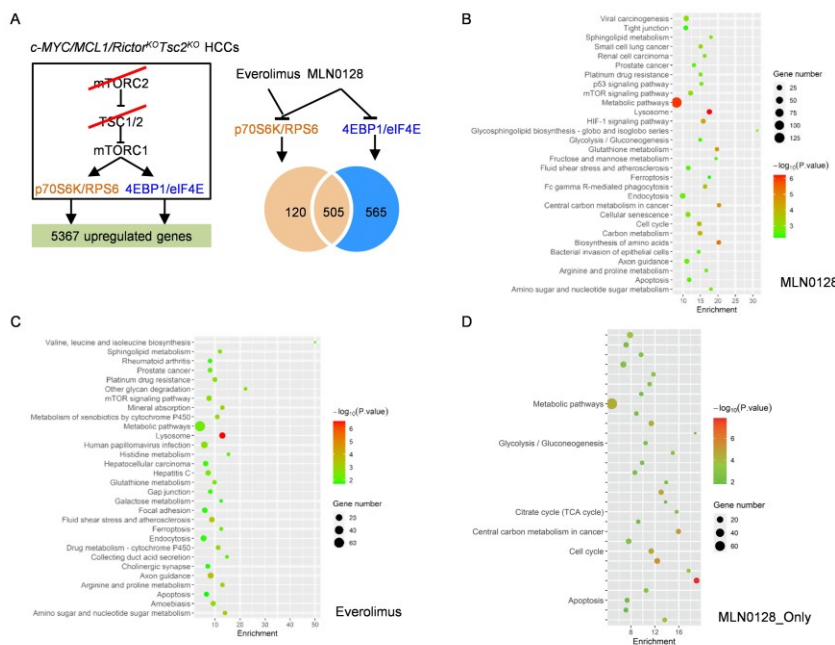 A
c-MYC/MCL1/Rictor^KO Tsc2^KO HCCs
mTORC2
TSC1/2
mTORC1
p70S6K/RPS6 4EBP1/eIF4E
5367 upregulated genes
Everolimus MLN0128
p70S6K/RPS6
4EBP1/eIF4E
120 505 565
B
Viral carcinogenesis
Tight junction
Sphingolipid metabolism
Small cell lung cancer
Renal cell carcinoma
Prostate cancer
Platinum drug resistance
p53 signaling pathway
mTOR signaling pathway
Metabolic pathways
Lysosome
HIF-1 signaling pathway
Glycosphingolipid biosynthesis - globo and isoglobo series
Glycolysis / Gluconeogenesis
Glutathione metabolism
Fructose and mannose metabolism
Fluid shear stress and atherosclerosis
Ferroptosis
Fc gamma R-mediated phagocytosis
Endocytosis
Central carbon metabolism in cancer
Cellular senescence
Cell cycle
Carbon metabolism
Biosynthesis of amino acids
Bacterial invasion of epithelial cells
Axon guidance
Arginine and proline metabolism
Apoptosis
Amino sugar and nucleotide sugar metabolism
10 15 20 25 30
Enrichment
Gene number
25
50
75
100
125
−log10(P.value)
6
5
4
3
MLN0128
C
Valine, leucine and isoleucine biosynthesis
Sphingolipid metabolism
Rheumatoid arthritis
Prostate cancer
Platinum drug resistance
Other glycan degradation
mTOR signaling pathway
Mineral absorption
Metabolism of xenobiotics by cytochrome P450
Metabolic pathways
Lysosome
Human papillomavirus infection
Histidine metabolism
Hepatocellular carcinoma
Hepatitis C
Glutathione metabolism
Gap junction
Galactose metabolism
Focal adhesion
Fluid shear stress and atherosclerosis
Ferroptosis
Endocytosis
Drug metabolism - cytochrome P450
Collecting duct acid secretion
Cholinergic synapse
Axon guidance
Arginine and proline metabolism
Apoptosis
Amoebiasis
Amino sugar and nucleotide sugar metabolism
10 20 30 40 50
Enrichment
−log10(P.value)
6
5
4
3
2
Gene number
20
40
60
Everolimus
D
Metabolic pathways
Glycolysis / Gluconeogenesis
Citrate cycle (TCA cycle)
Central carbon metabolism in cancer
Cell cycle
Apoptosis
8 12 16
Enrichment
−log10(P.value)
6
4
2
Gene number
20
40
60
MLN0128_Only